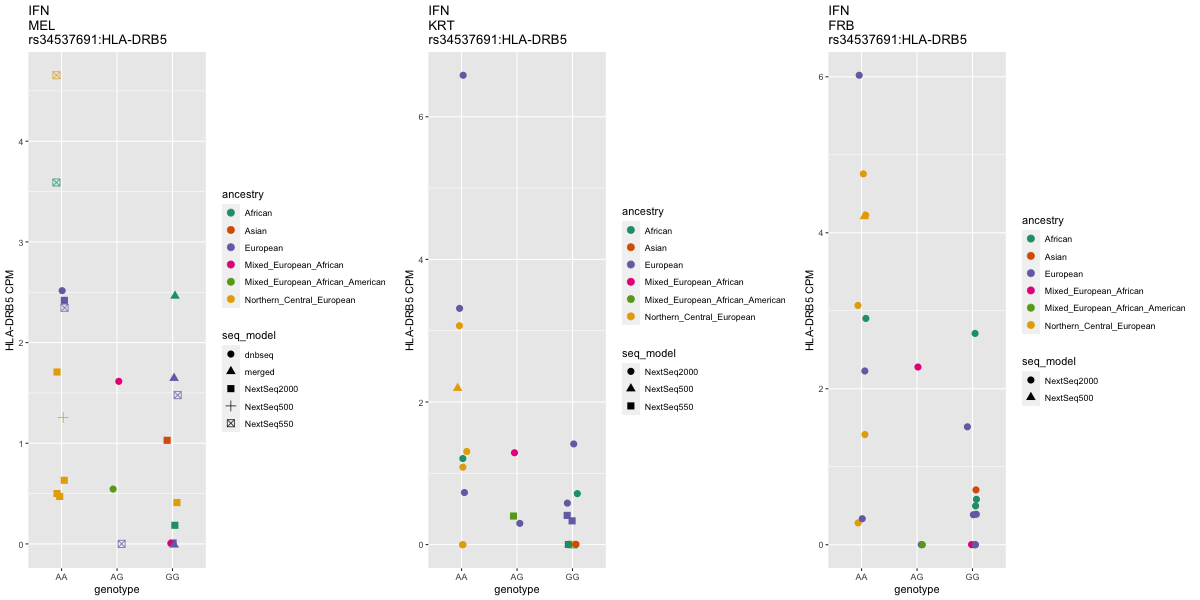 IFN
MEL
rs34537691:HLA-DRB5
HLA-DRB5 CPM
4
3
2
1
0
AA
AG
GG
genotype
ancestry
African
Asian
European
Mixed_European_African
Mixed_European_African_American
Northern_Central_European
seq_model
dnbseq
merged
NextSeq2000
NextSeq500
NextSeq550
IFN
KRT
rs34537691:HLA-DRB5
HLA-DRB5 CPM
6
4
2
0
AA
AG
GG
genotype
ancestry
African
Asian
European
Mixed_European_African
Mixed_European_African_American
Northern_Central_European
seq_model
NextSeq2000
NextSeq500
NextSeq550
IFN
FRB
rs34537691:HLA-DRB5
HLA-DRB5 CPM
6
4
2
0
AA
AG
GG
genotype
ancestry
African
Asian
European
Mixed_European_African
Mixed_European_African_American
Northern_Central_European
seq_model
NextSeq2000
NextSeq500